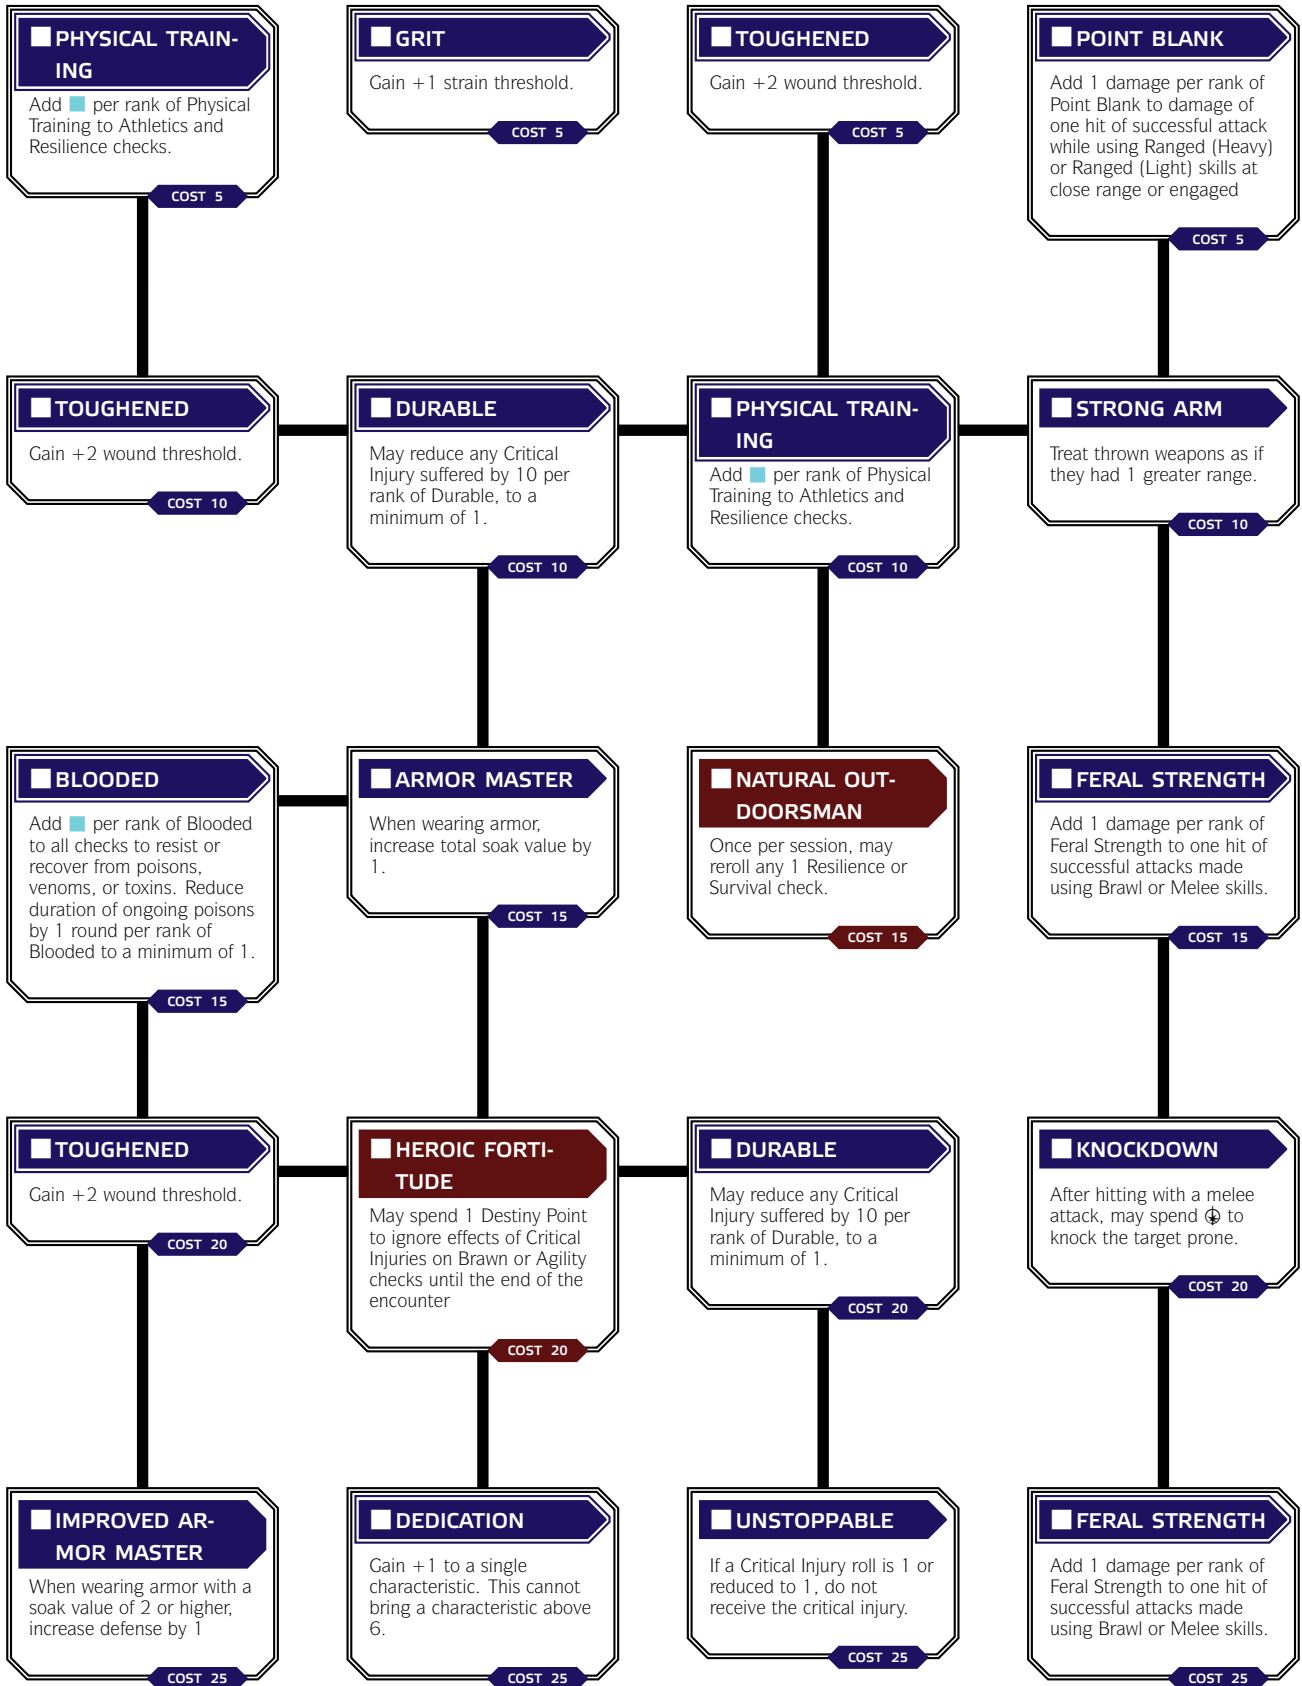 PHYSICAL TRAIN-
ING
Add per rank of Physical
Training to Athletics and
Resilience checks.
COST 5
GRIT
Gain +1 strain threshold.
COST 5
TOUGHENED
Gain +2 wound threshold.
COST 5
POINT BLANK
Add 1 damage per rank of
Point Blank to damage of
one hit of successful attack
while using Ranged (Heavy)
or Ranged (Light) skills at
close range or engaged
COST 5
TOUGHENED
Gain +2 wound threshold.
COST 10
DURABLE
May reduce any Critical
Injury suffered by 10 per
rank of Durable, to a
minimum of 1.
COST 10
PHYSICAL TRAIN-
ING
Add per rank of Physical
Training to Athletics and
Resilience checks.
COST 10
STRONG ARM
Treat thrown weapons as if
they had 1 greater range.
COST 10
BLOODED
Add per rank of Blooded
to all checks to resist or
recover from poisons,
venoms, or toxins. Reduce
duration of ongoing poisons
by 1 round per rank of
Blooded to a minimum of 1.
COST 15
ARMOR MASTER
When wearing armor,
increase total soak value by
1.
COST 15
NATURAL OUT-
DOORSMAN
Once per session, may
reroll any 1 Resilience or
Survival check.
COST 15
FERAL STRENGTH
Add 1 damage per rank of
Feral Strength to one hit of
successful attacks made
using Brawl or Melee skills.
COST 15
TOUGHENED
Gain +2 wound threshold.
COST 20
HEROIC FORTI-
TUDE
May spend 1 Destiny Point
to ignore effects of Critical
Injuries on Brawn or Agility
checks until the end of the
encounter
COST 20
DURABLE
May reduce any Critical
Injury suffered by 10 per
rank of Durable, to a
minimum of 1.
COST 20
KNOCKDOWN
After hitting with a melee
attack, may spend to
knock the target prone.
COST 20
IMPROVED AR-
MOR MASTER
When wearing armor with a
soak value of 2 or higher,
increase defense by 1
COST 25
DEDICATION
Gain +1 to a single
characteristic. This cannot
bring a characteristic above
6.
COST 25
UNSTOPPABLE
If a Critical Injury roll is 1 or
reduced to 1, do not
receive the critical injury.
COST 25
FERAL STRENGTH
Add 1 damage per rank of
Feral Strength to one hit of
successful attacks made
using Brawl or Melee skills.
COST 25